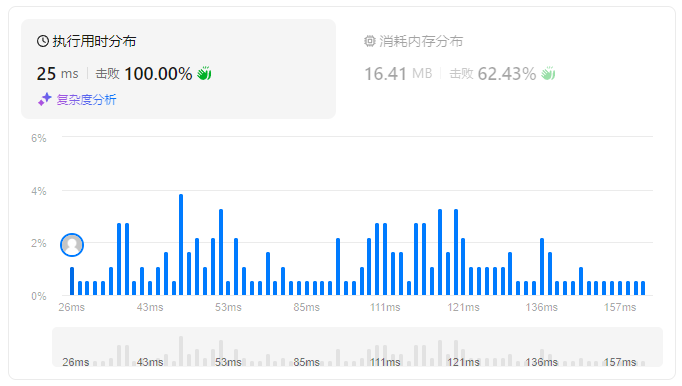 执行用时分布
25 ms 击败 100.00%
复杂度分析
消耗内存分布
16.41 MB 击败 62.43%
6%
4%
2%
0%
26ms 43ms 53ms 85ms 111ms 121ms 136ms 157ms
26ms 43ms 53ms 85ms 111ms 121ms 136ms 157ms